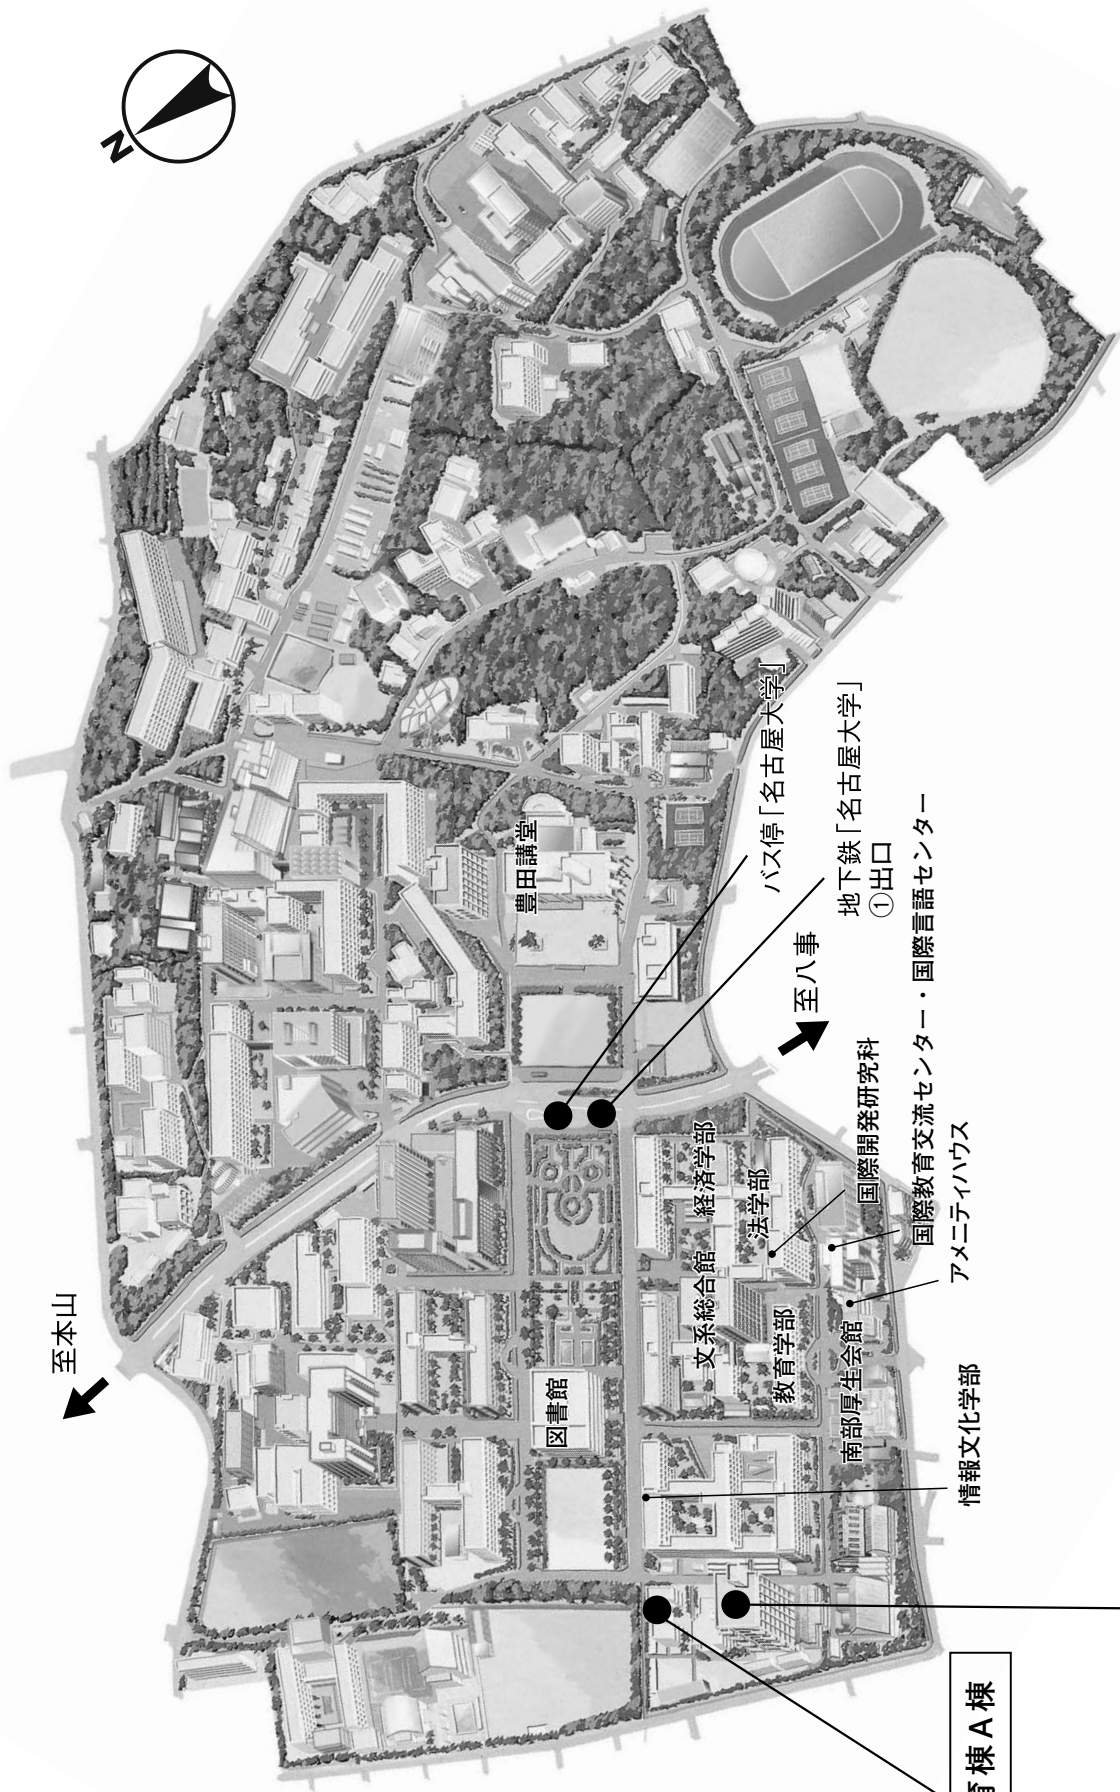 N
至本山
豊田講堂
バス停「名古屋大学」
地下鉄「名古屋大学」
①出口
至八事
経済学部
法学部
国際開発研究科
国際教育交流センター・国際言語センター
アメニティハウス
文系総合館
教育学部
南部厚生会館
図書館
情報文化学部
育棟A棟